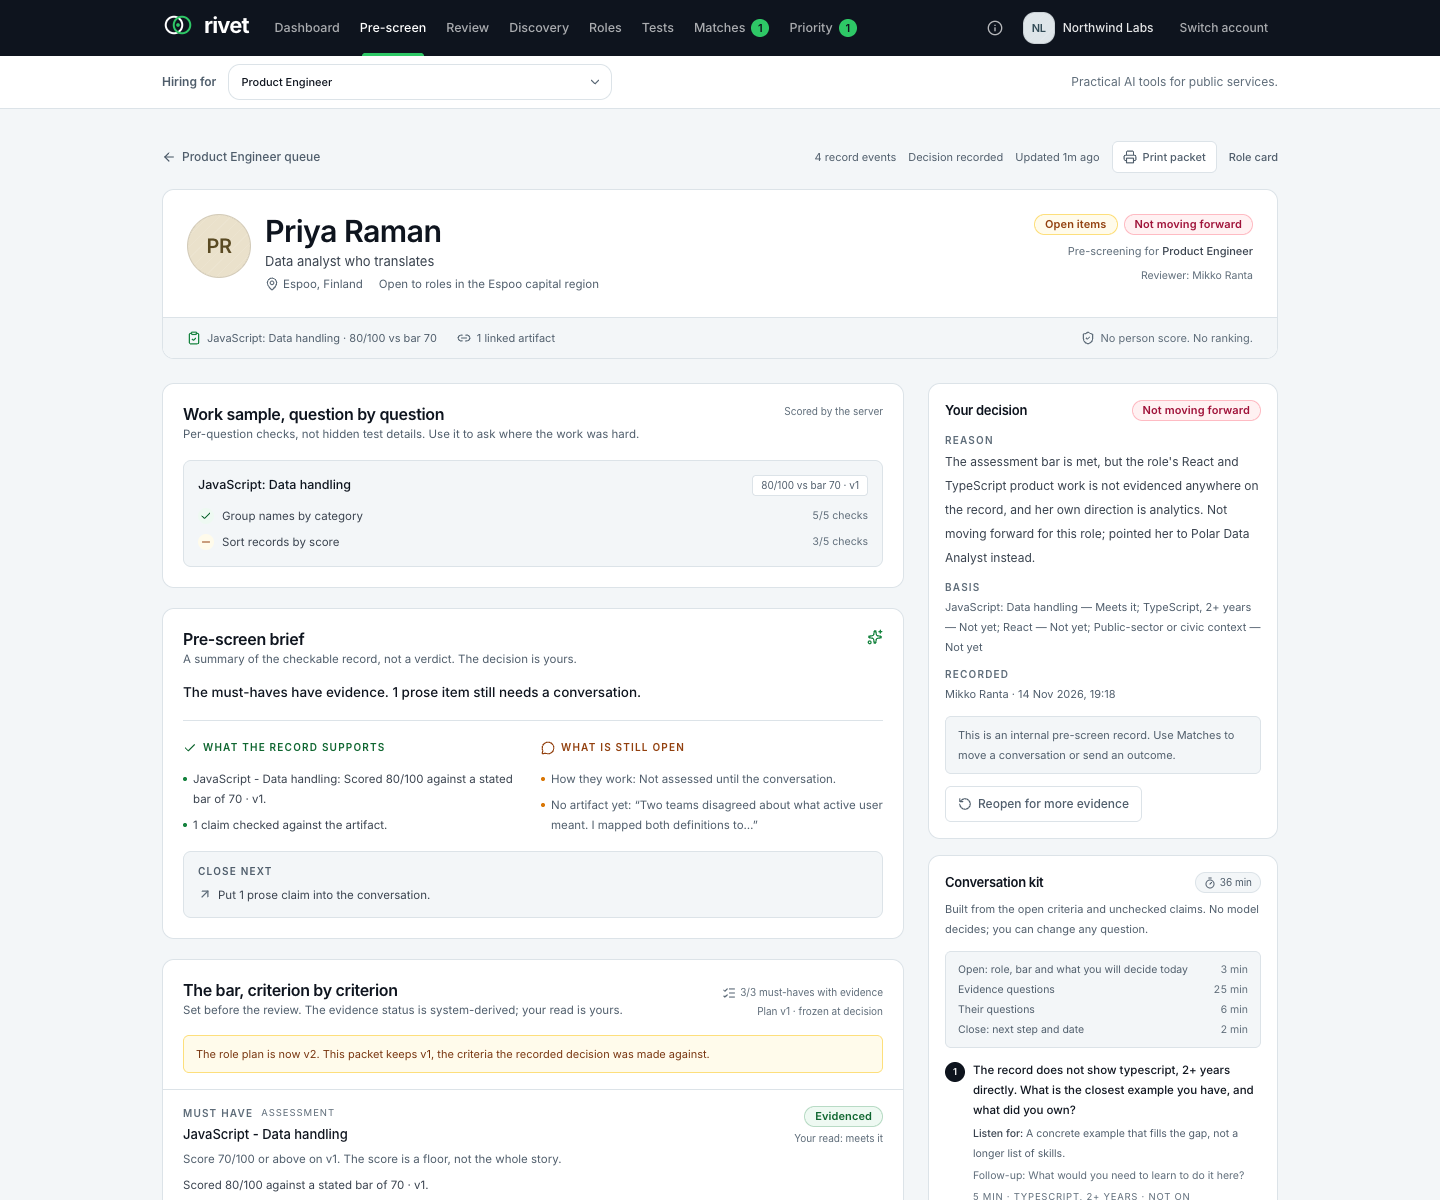 rivet
Dashboard
Pre-screen
Review
Discovery
Roles
Tests
Matches 1
Priority 1
NL
Northwind Labs
Switch account
Hiring for
Product Engineer
Practical AI tools for public services.
Product Engineer queue
4 record events
Decision recorded
Updated 1m ago
Print packet
Role card
PR
Priya Raman
Data analyst who translates
Espoo, Finland
Open to roles in the Espoo capital region
Open items
Not moving forward
Pre-screening for Product Engineer
Reviewer: Mikko Ranta
JavaScript: Data handling · 80/100 vs bar 70
1 linked artifact
No person score. No ranking.
Work sample, question by question
Scored by the server
Per-question checks, not hidden test details. Use it to ask where the work was hard.
JavaScript: Data handling
80/100 vs bar 70 · v1
Group names by category
5/5 checks
Sort records by score
3/5 checks
Pre-screen brief
A summary of the checkable record, not a verdict. The decision is yours.
The must-haves have evidence. 1 prose item still needs a conversation.
WHAT THE RECORD SUPPORTS
JavaScript - Data handling: Scored 80/100 against a stated
bar of 70 · v1.
1 claim checked against the artifact.
WHAT IS STILL OPEN
How they work: Not assessed until the conversation.
No artifact yet: “Two teams disagreed about what active user
meant. I mapped both definitions to…”
CLOSE NEXT
Put 1 prose claim into the conversation.
The bar, criterion by criterion
Set before the review. The evidence status is system-derived; your read is yours.
3/3 must-haves with evidence
Plan v1 · frozen at decision
The role plan is now v2. This packet keeps v1, the criteria the recorded decision was made against.
MUST HAVE ASSESSMENT
JavaScript - Data handling
Evidenced
Your read: meets it
Score 70/100 or above on v1. The score is a floor, not the whole story.
Scored 80/100 against a stated bar of 70 · v1.
Your decision
Not moving forward
REASON
The assessment bar is met, but the role's React and
TypeScript product work is not evidenced anywhere on
the record, and her own direction is analytics. Not
moving forward for this role; pointed her to Polar Data
Analyst instead.
BASIS
JavaScript: Data handling — Meets it; TypeScript, 2+ years
— Not yet; React — Not yet; Public-sector or civic context —
Not yet
RECORDED
Mikko Ranta · 14 Nov 2026, 19:18
This is an internal pre-screen record. Use Matches to
move a conversation or send an outcome.
Reopen for more evidence
Conversation kit
36 min
Built from the open criteria and unchecked claims. No model
decides; you can change any question.
Open: role, bar and what you will decide today 3 min
Evidence questions 25 min
Their questions 6 min
Close: next step and date 2 min
1
The record does not show typescript, 2+ years
directly. What is the closest example you have, and
what did you own?
Listen for: A concrete example that fills the gap, not a
longer list of skills.
Follow-up: What would you need to learn to do it here?
5 MIN · TYPESCRIPT, 2+ YEARS · NOT ON